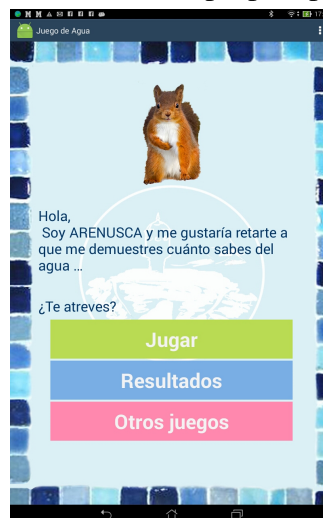 Juego de Agua
Hola,
Soy ARENUSCA y me gustaría retarte a
que me demuestres cuánto sabes del
agua ...
¿Te atreves?
Jugar
Resultados
Otros juegos